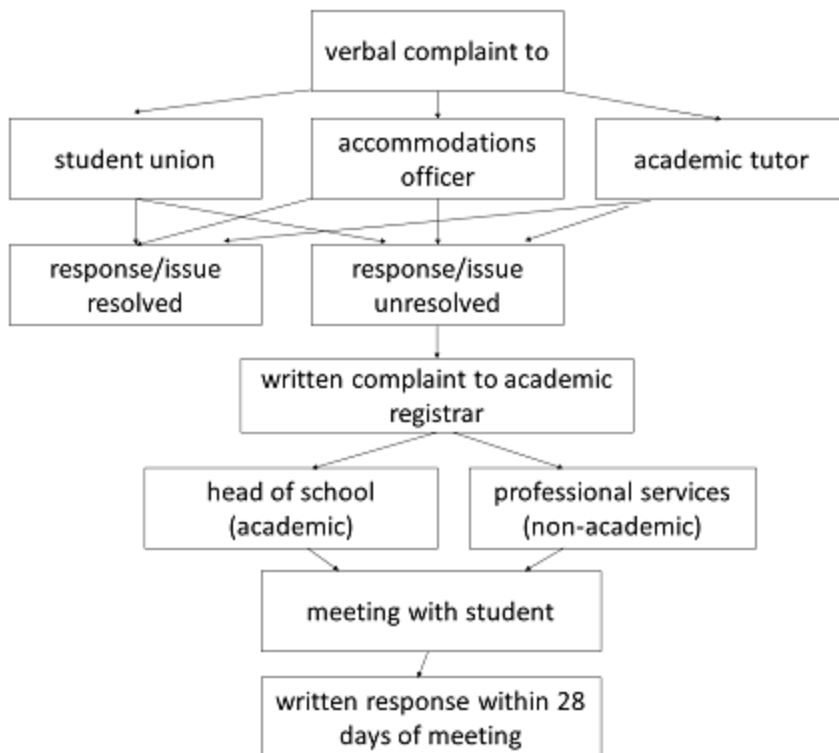 verbal complaint to
student union
accommodations
officer
academic tutor
response/issue
resolved
response/issue
unresolved
written complaint to academic
registrar
head of school
(academic)
professional services
(non-academic)
meeting with student
written response within 28
days of meeting